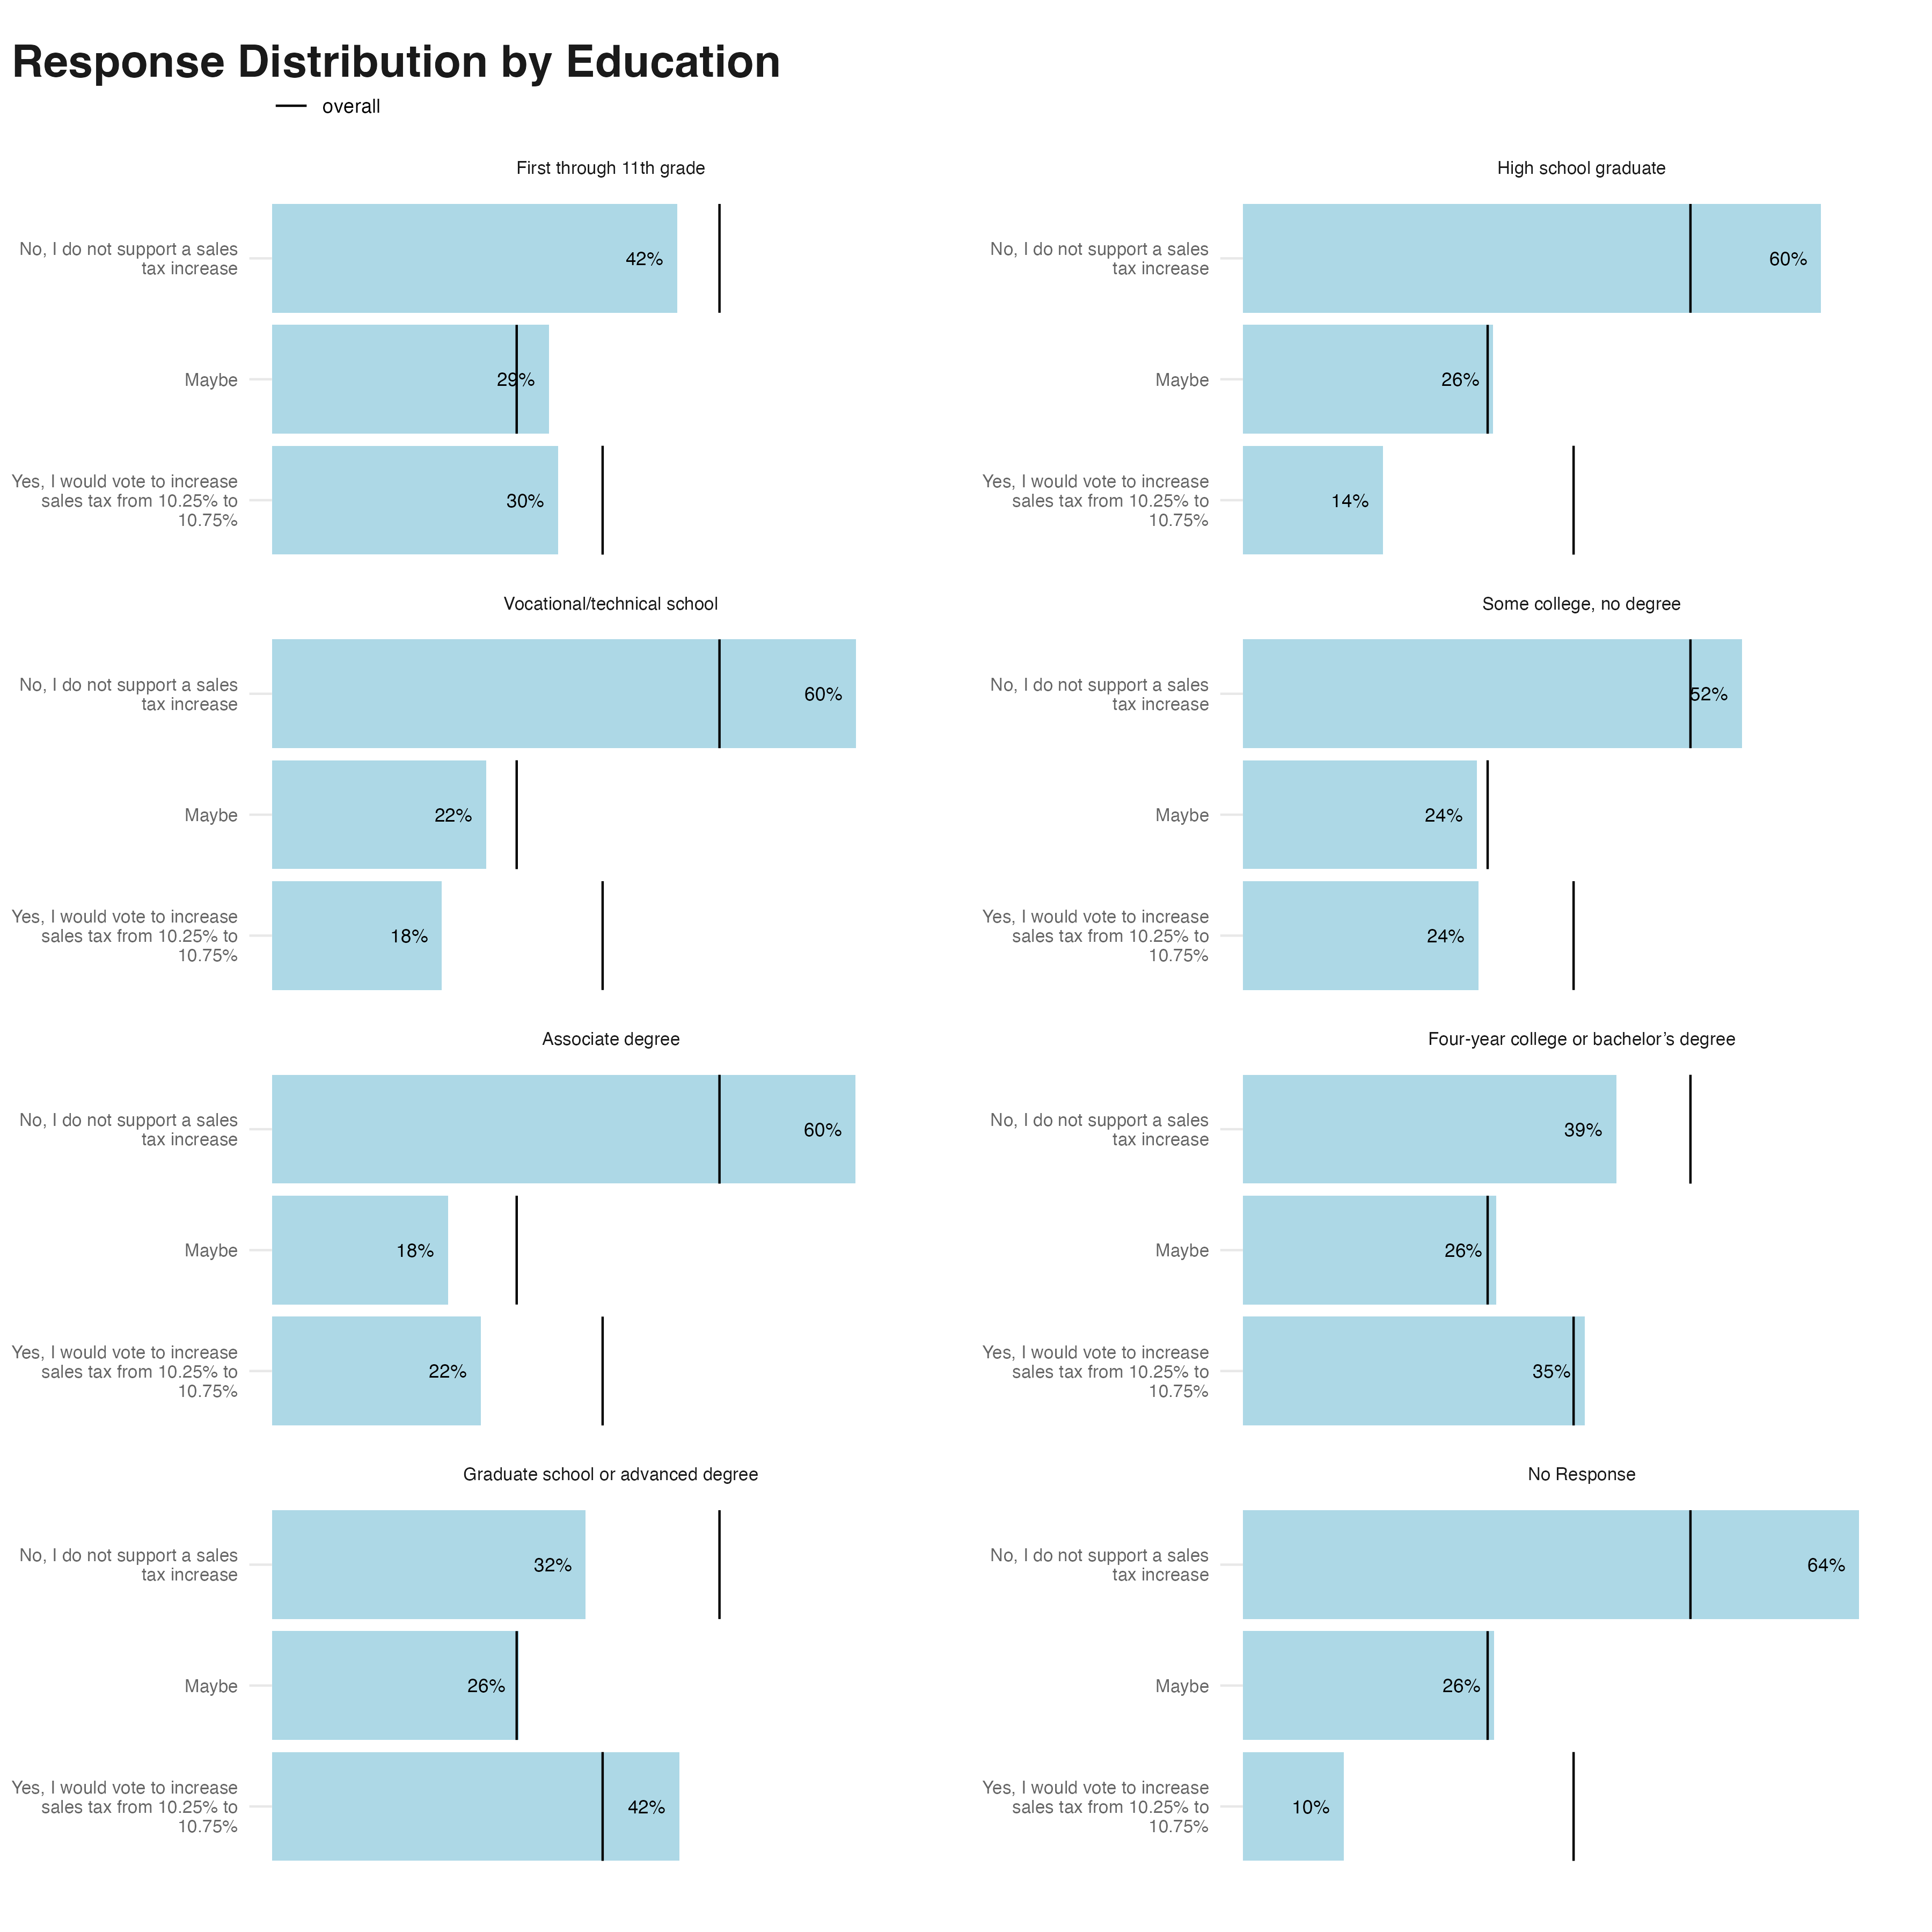 Response Distribution by Education
overall
First through 11th grade
No, I do not support a sales
tax increase
42%
Maybe
29%
Yes, I would vote to increase
sales tax from 10.25% to
10.75%
30%
High school graduate
No, I do not support a sales
tax increase
60%
Maybe
26%
Yes, I would vote to increase
sales tax from 10.25% to
10.75%
14%
Vocational/technical school
No, I do not support a sales
tax increase
60%
Maybe
22%
Yes, I would vote to increase
sales tax from 10.25% to
10.75%
18%
Some college, no degree
No, I do not support a sales
tax increase
52%
Maybe
24%
Yes, I would vote to increase
sales tax from 10.25% to
10.75%
24%
Associate degree
No, I do not support a sales
tax increase
60%
Maybe
18%
Yes, I would vote to increase
sales tax from 10.25% to
10.75%
22%
Four-year college or bachelor’s degree
No, I do not support a sales
tax increase
39%
Maybe
26%
Yes, I would vote to increase
sales tax from 10.25% to
10.75%
35%
Graduate school or advanced degree
No, I do not support a sales
tax increase
32%
Maybe
26%
Yes, I would vote to increase
sales tax from 10.25% to
10.75%
42%
No Response
No, I do not support a sales
tax increase
64%
Maybe
26%
Yes, I would vote to increase
sales tax from 10.25% to
10.75%
10%